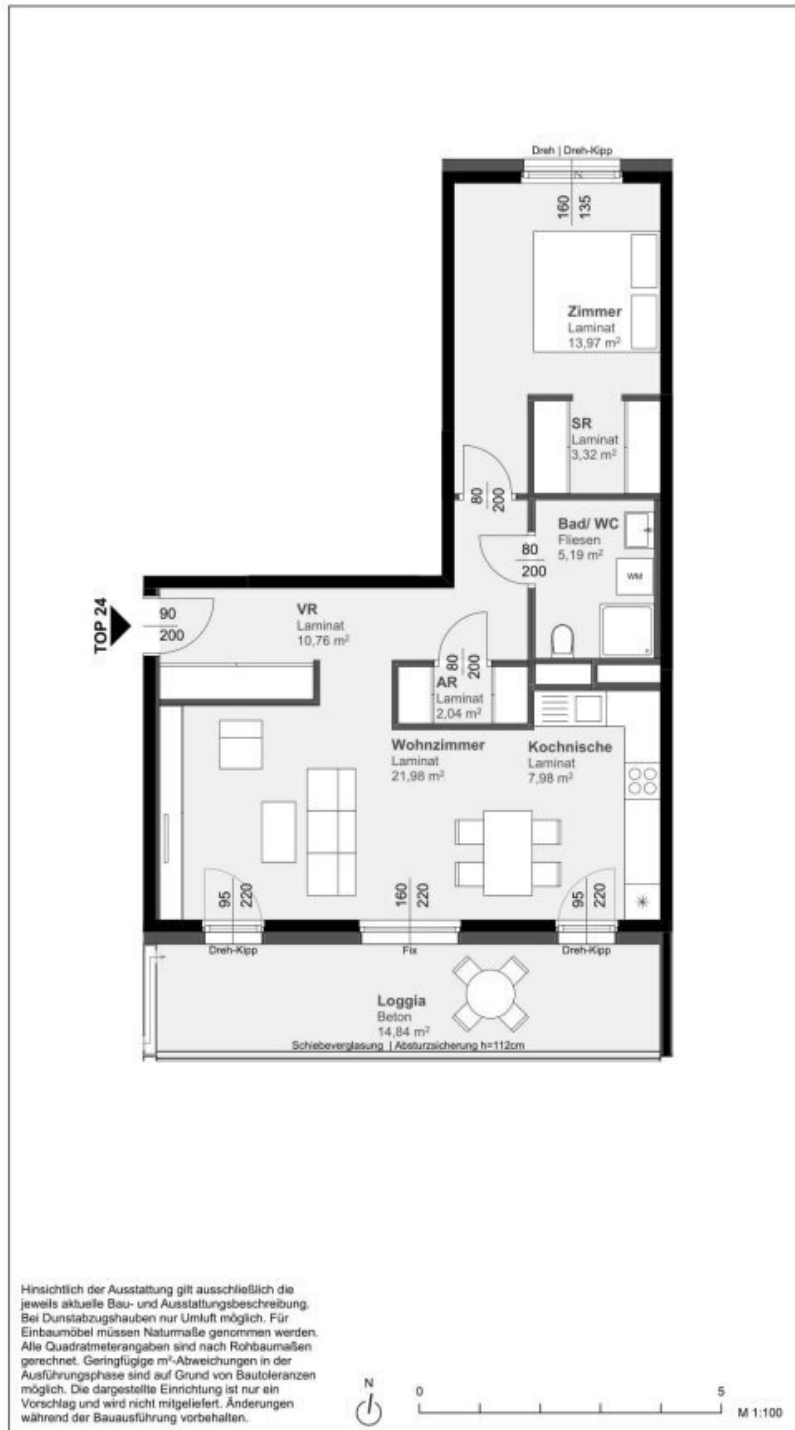 Dreh | Dreh-Kipp
160
135
Zimmer
Laminat
13,97 m²
SR
Laminat
3,32 m²
80
200
Bad/ WC
Fliesen
5,19 m²
80
200
WM
TOP 24
90
200
VR
Laminat
10,76 m²
80
200
AR
Laminat
2,04 m²
Wohnzimmer
Laminat
21,98 m²
Kochnische
Laminat
7,98 m²
95
220
160
220
95
220
Dreh-Kipp
Fix
Dreh-Kipp
Loggia
Beton
14,84 m²
Schiebeverglasung | Absturzsicherung h=112cm
Hinsichtlich der Ausstattung gilt ausschließlich die
jeweils aktuelle Bau- und Ausstattungsbeschreibung.
Bei Dunstabzugshauben nur Umluft möglich. Für
Einbaumöbel müssen Naturmaße genommen werden.
Alle Quadratmeterangaben sind nach Rohbaumaßen
gerechnet. Geringfügige m²-Abweichungen in der
Ausführungsphase sind auf Grund von Bautoleranzen
möglich. Die dargestellte Einrichtung ist nur ein
Vorschlag und wird nicht mitgeliefert. Änderungen
während der Bauausführung vorbehalten.
N
0
5
M 1:100